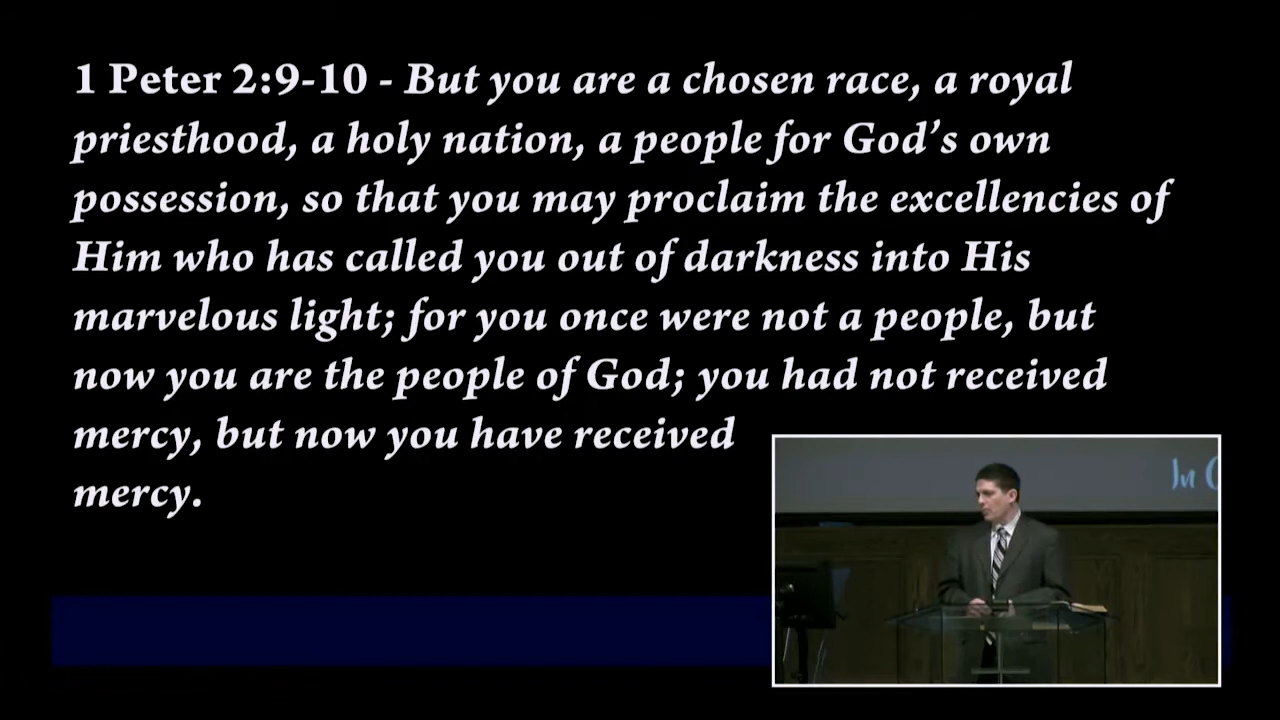 1 Peter 2:9-10 - But you are a chosen race, a royal
priesthood, a holy nation, a people for God’s own
possession, so that you may proclaim the excellencies of
Him who has called you out of darkness into His
marvelous light; for you once were not a people, but
now you are the people of God; you had not received
mercy, but now you have received
mercy.
In